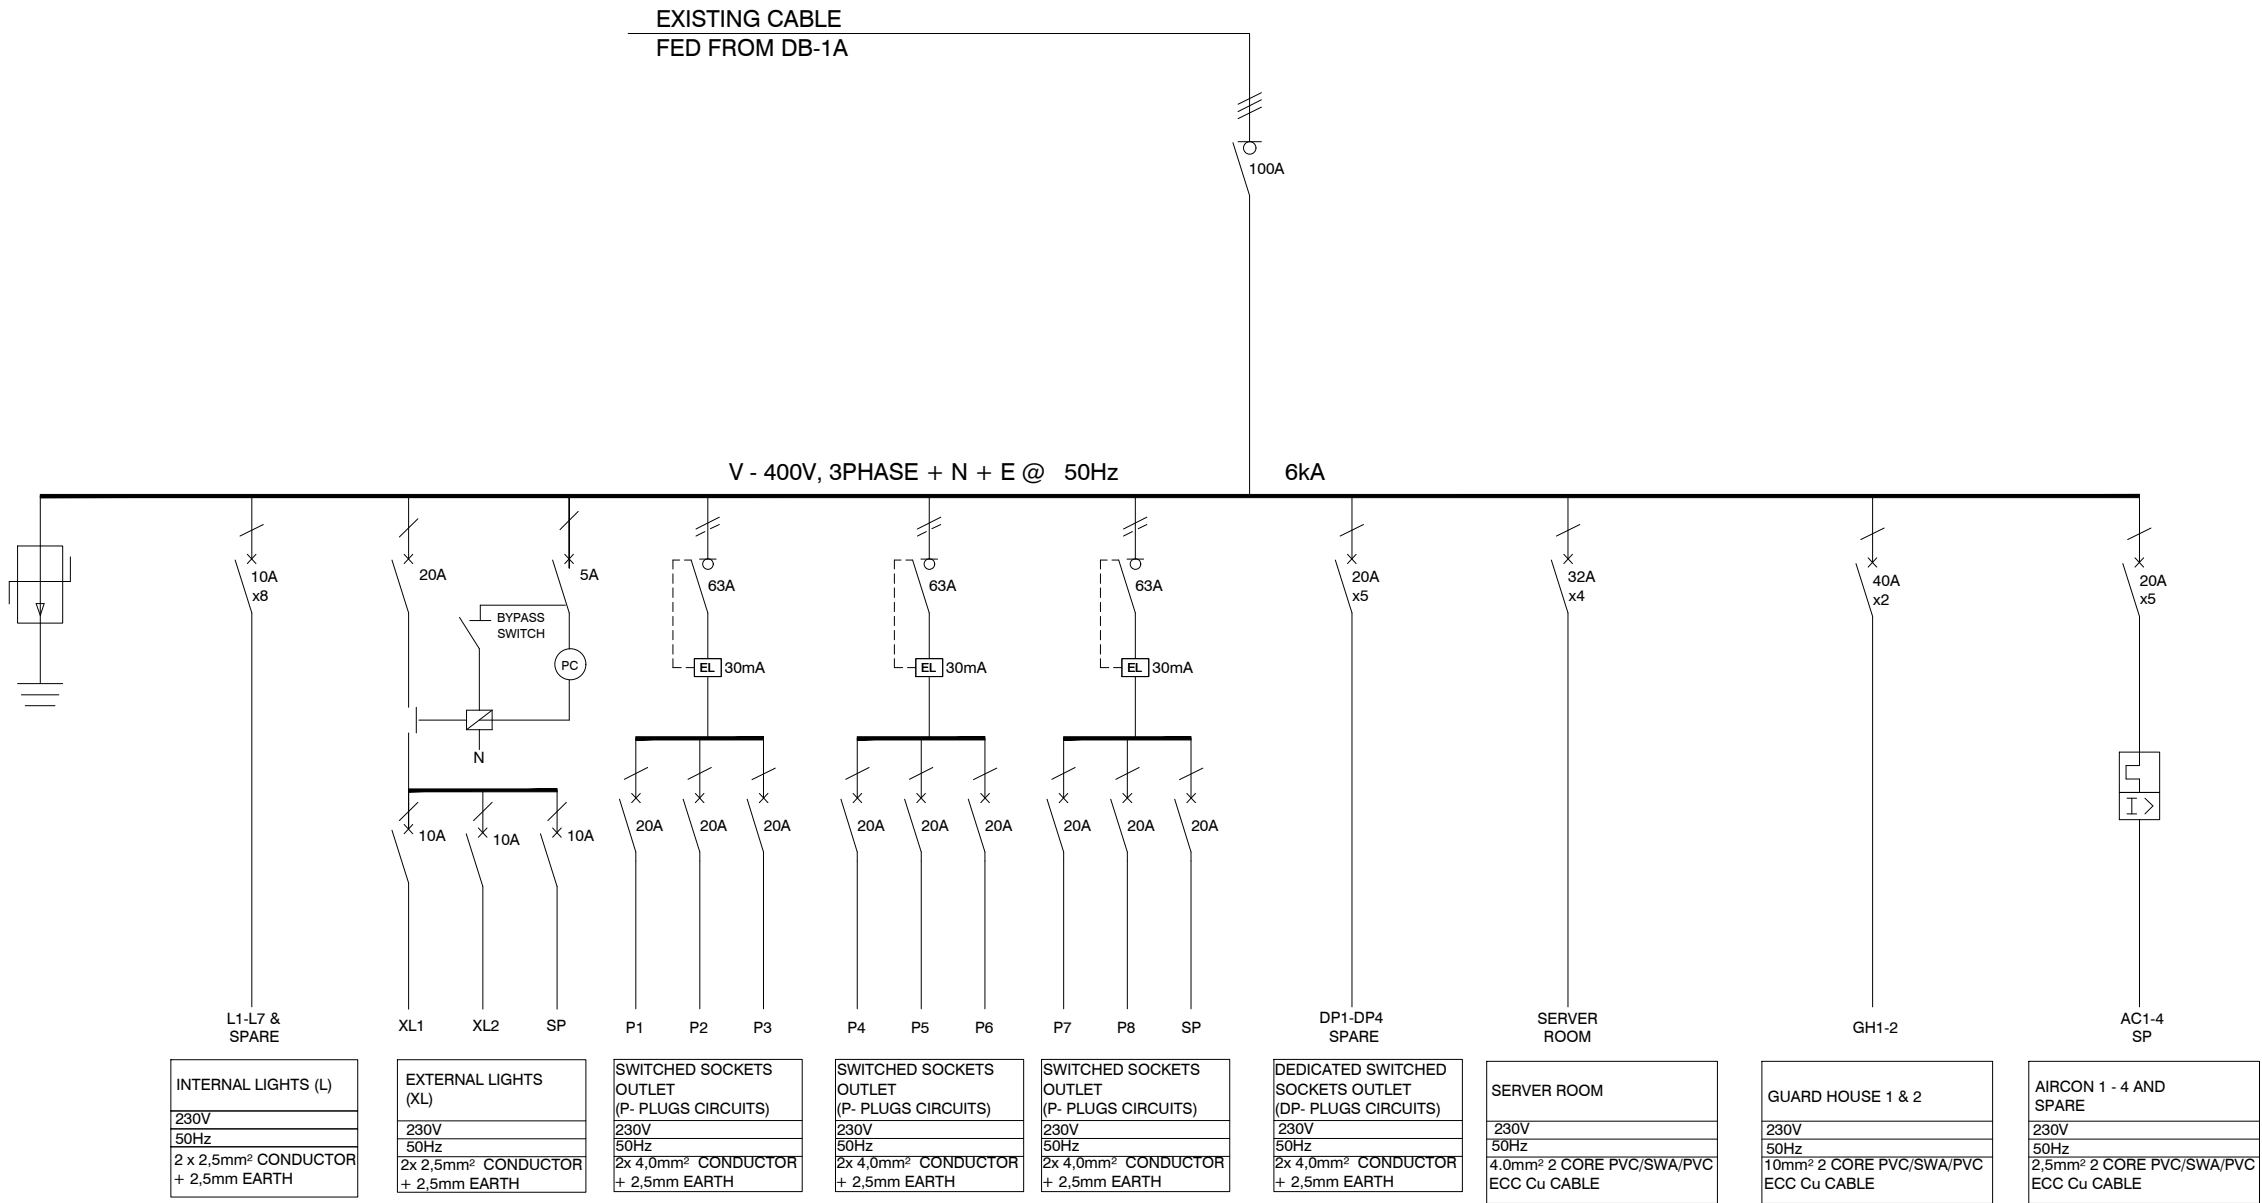 EXISTING CABLE
FED FROM DB-1A
100A
V - 400V, 3PHASE + N + E @ 50Hz
6kA
10A
x8
20A
5A
BYPASS
SWITCH
PC
N
10A
10A
10A
63A
EL 30mA
20A
20A
20A
63A
EL 30mA
20A
20A
20A
63A
EL 30mA
20A
20A
20A
20A
x5
32A
x4
40A
x2
20A
x5
I >
L1-L7 &
SPARE
XL1
XL2
SP
P1
P2
P3
P4
P5
P6
P7
P8
SP
DP1-DP4
SPARE
SERVER
ROOM
GH1-2
AC1-4
SP
INTERNAL LIGHTS (L)
230V
50Hz
2 x 2,5mm² CONDUCTOR
+ 2,5mm EARTH
EXTERNAL LIGHTS
(XL)
230V
50Hz
2x 2,5mm² CONDUCTOR
+ 2,5mm EARTH
SWITCHED SOCKETS
OUTLET
(P- PLUGS CIRCUITS)
230V
50Hz
2x 4,0mm² CONDUCTOR
+ 2,5mm EARTH
SWITCHED SOCKETS
OUTLET
(P- PLUGS CIRCUITS)
230V
50Hz
2x 4,0mm² CONDUCTOR
+ 2,5mm EARTH
SWITCHED SOCKETS
OUTLET
(P- PLUGS CIRCUITS)
230V
50Hz
2x 4,0mm² CONDUCTOR
+ 2,5mm EARTH
DEDICATED SWITCHED
SOCKETS OUTLET
(DP- PLUGS CIRCUITS)
230V
50Hz
2x 4,0mm² CONDUCTOR
+ 2,5mm EARTH
SERVER ROOM
230V
50Hz
4.0mm² 2 CORE PVC/SWA/PVC
ECC Cu CABLE
GUARD HOUSE 1 & 2
230V
50Hz
10mm² 2 CORE PVC/SWA/PVC
ECC Cu CABLE
AIRCON 1 - 4 AND
SPARE
230V
50Hz
2,5mm² 2 CORE PVC/SWA/PVC
ECC Cu CABLE